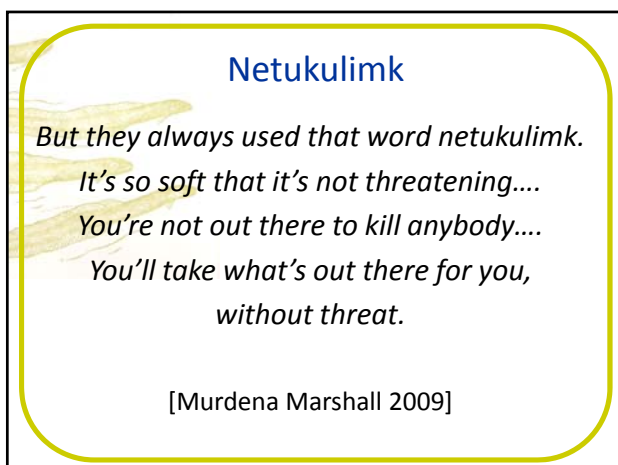 Netukulimk
But they always used that word netukulimk.
It’s so soft that it’s not threatening….
You’re not out there to kill anybody….
You’ll take what’s out there for you,
without threat.
[Murdena Marshall 2009]